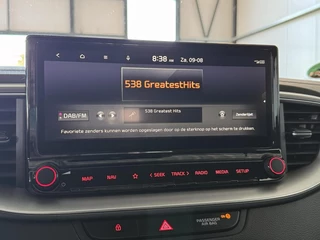 8:38 PM Za. 09-08
538 GreatestHits
DAB/FM
538 Greatest Hits
Zenderlijst
Favoriete zenders kunnen worden opgeslagen door op de sterknop op het scherm te drukken.
MAP NAV ☆ < SEEK TRACK > RADIO MEDIA SETUP
PASSENGER AIR BAG